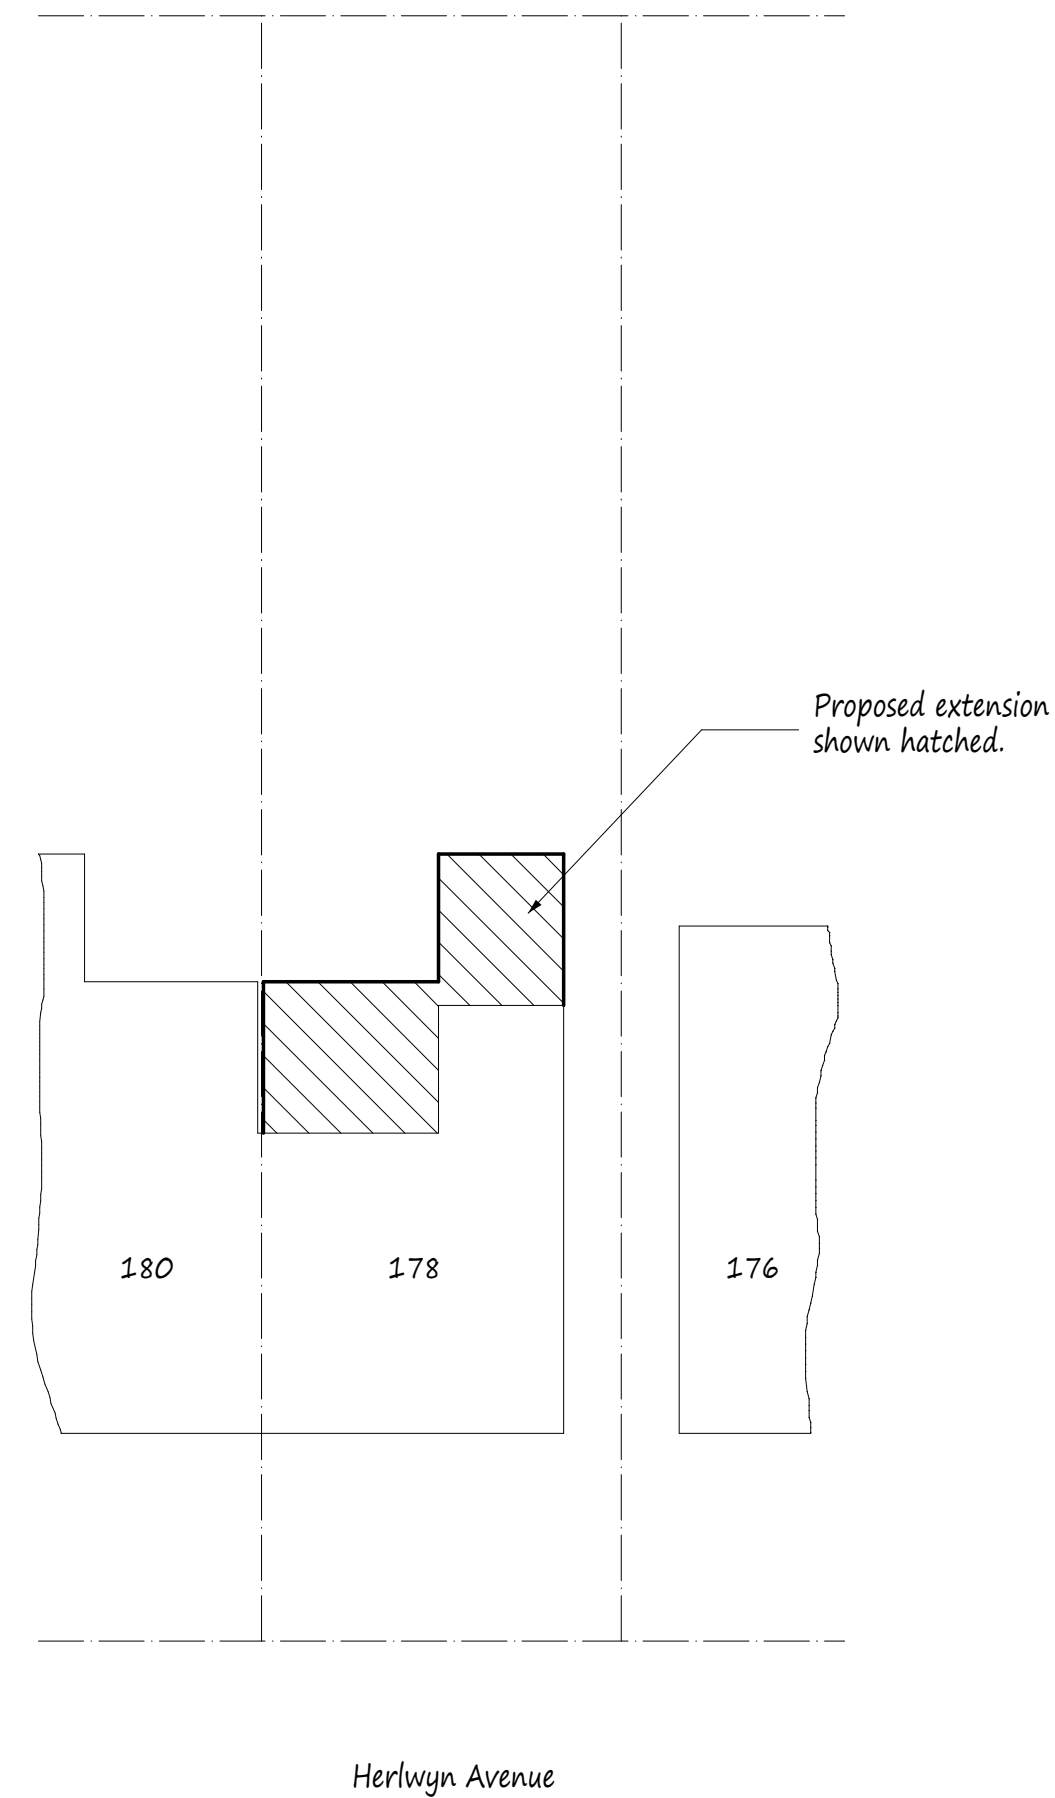 Proposed extension
shown hatched.
180
178
176
Herlwyn Avenue